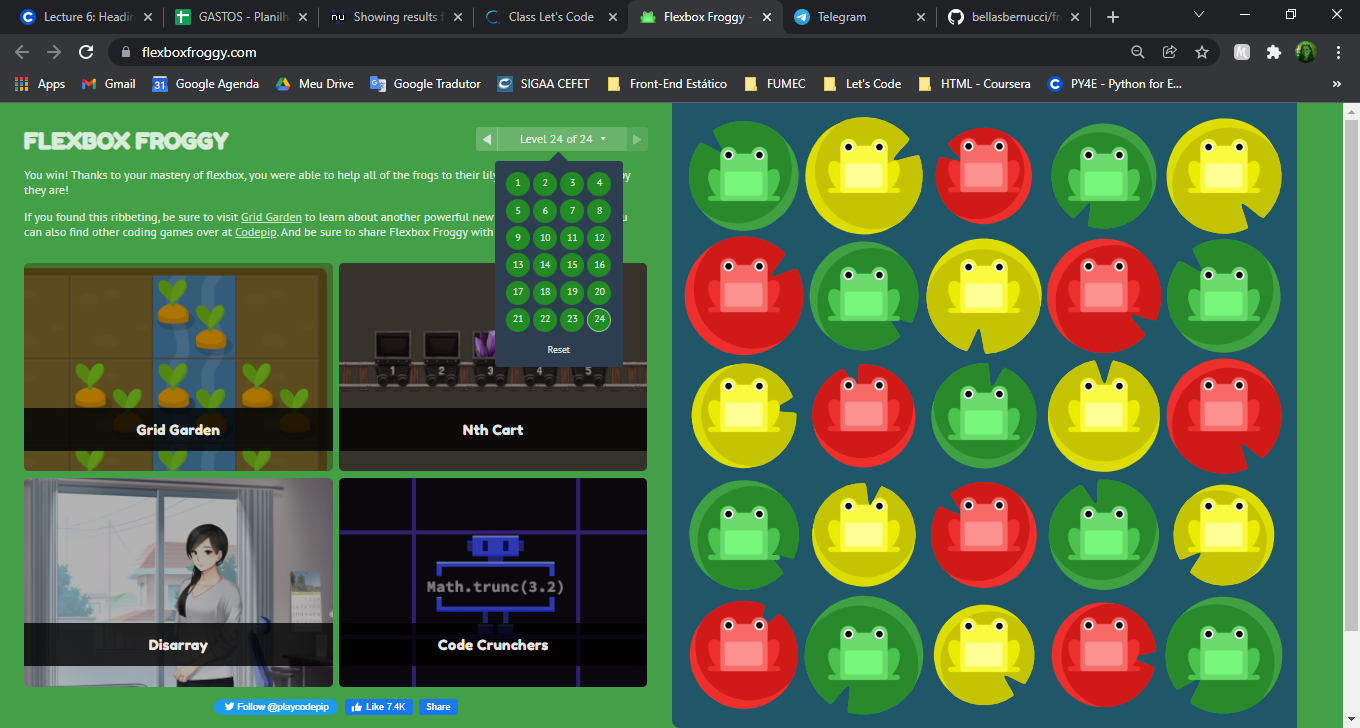 Lecture 6: Headin
GASTOS - Planilh
Showing results f
Class Let's Code
Flexbox Froggy -
Telegram
bellasbernucci/fr
flexboxfroggy.com
M
Apps
Gmail
31 Google Agenda
Meu Drive
Google Tradutor
SIGAA CEFET
Front-End Estático
FUMEC
Let's Code
HTML - Coursera
PY4E - Python for E...
»
FLEXBOX FROGGY
Level 24 of 24
You win! Thanks to your mastery of flexbox, you were able to help all of the frogs to their lily
they are!
If you found this ribbeting, be sure to visit Grid Garden to learn about another powerful new
can also find other coding games over at Codepip. And be sure to share Flexbox Froggy with
1 2 3 4
5 6 7 8
9 10 11 12
13 14 15 16
17 18 19 20
21 22 23 24
Reset
1 2 3 4 5
Grid Garden
Nth Cart
Math.trunc(3.2)
Disarray
Code Crunchers
Follow @playcodepip
Like 7.4K
Share